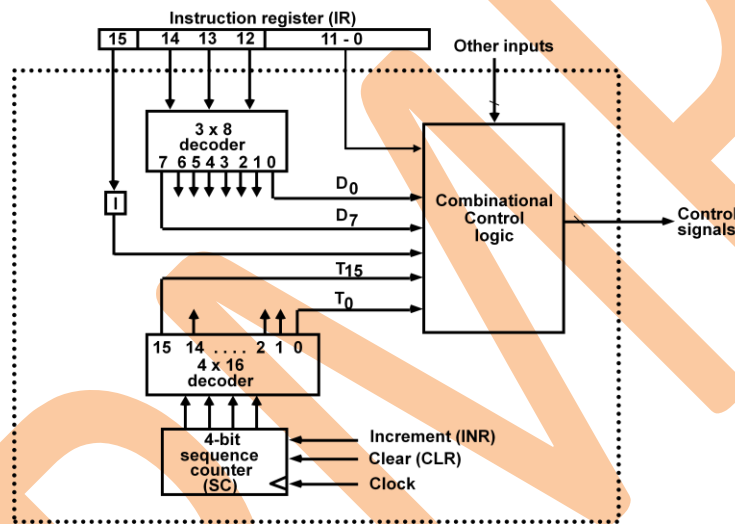 Instruction register (IR)
15 14 13 12 11 - 0
Other inputs
3 x 8
decoder
7 6 5 4 3 2 1 0
D0
I
D7
Combinational
Control
logic
Control
signals
T15
T0
15 14 .... 2 1 0
4 x 16
decoder
4-bit
sequence
counter
(SC)
Increment (INR)
Clear (CLR)
Clock